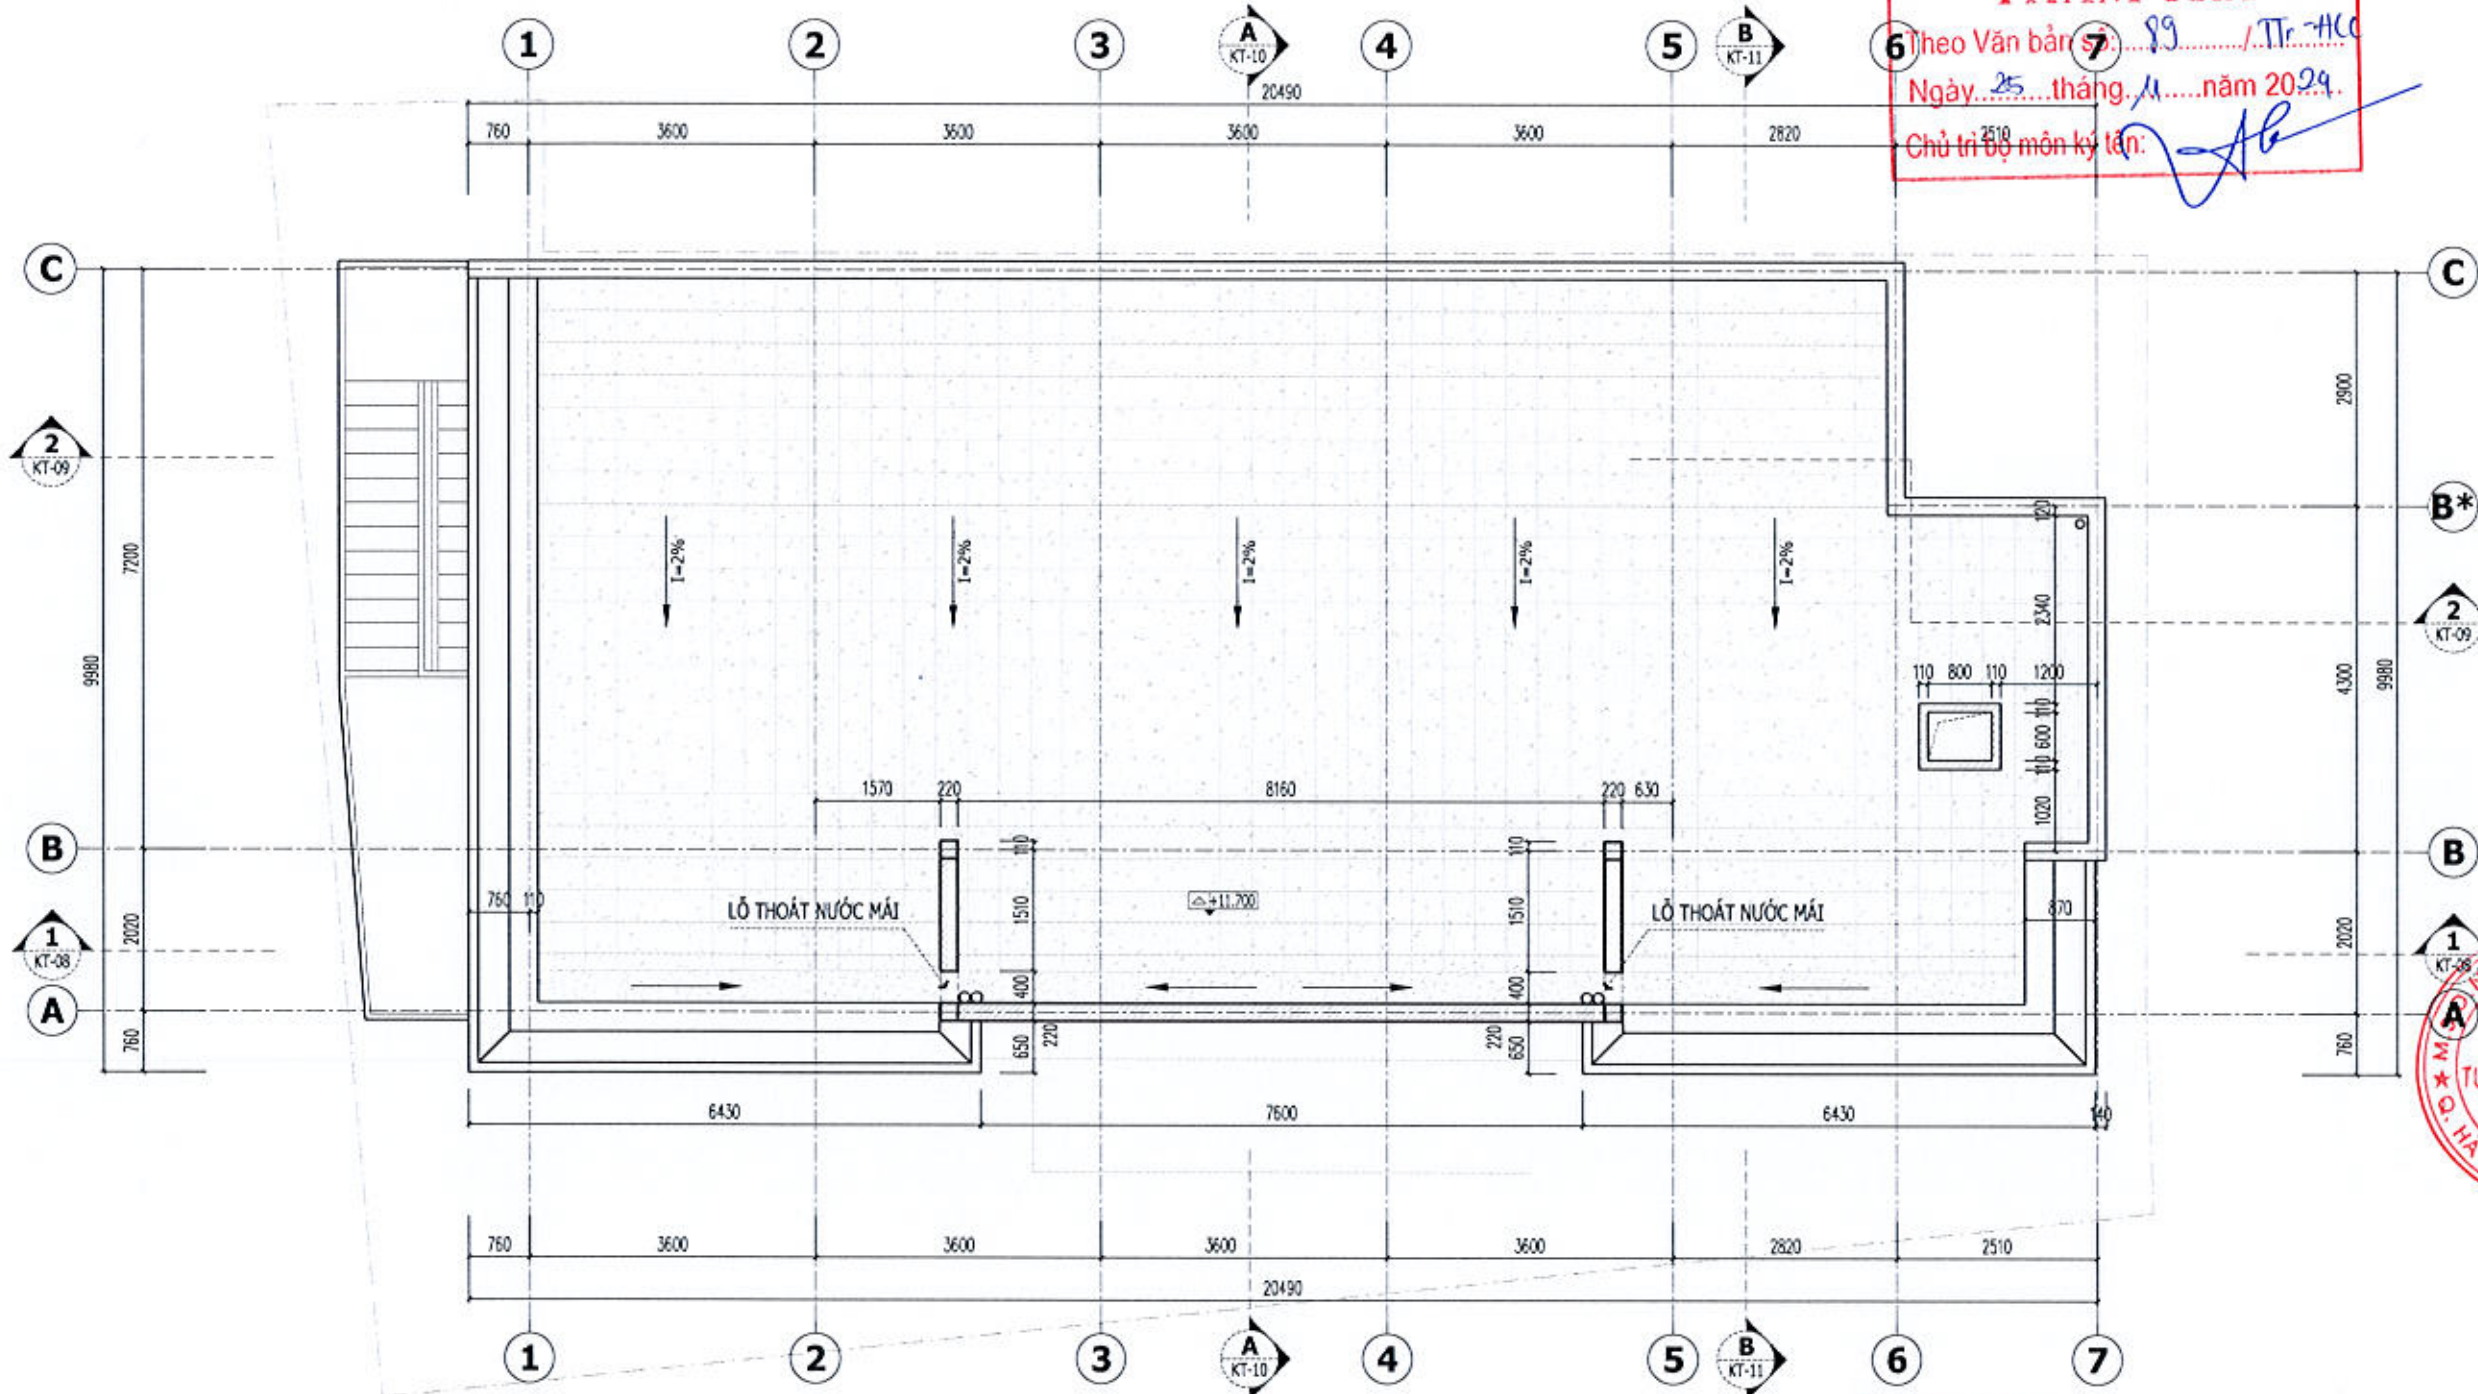 1 2 3 A 4 5 B 6 7
KT-10 KT-11
Theo Văn bản số: 89 / TTr-HCC
Ngày 25 tháng 11 năm 2024
Chủ trì bộ môn ký tên:
20490
760 3600 3600 3600 3600 2820 2510
C C
2900
B*
120
2
KT-09
7200
I=2% I=2% I=2% I=2% I=2%
2340
2
KT-09
9980
4300 9980
110 800 110 1200
110
600
110
1570 220 8160 220 630
1020
B B
110 110
760 110
LỖ THOÁT NƯỚC MÁI
1510
+11.700
1510
LỖ THOÁT NƯỚC MÁI
870
2020 2020
1
KT-08
1
400 400
A A
760
650 220
220 650
760
6430 7600 6430 140
760 3600 3600 3600 3600 2820 2510
20490
1 2 3 A 4 5 B 6 7
KT-10 KT-11